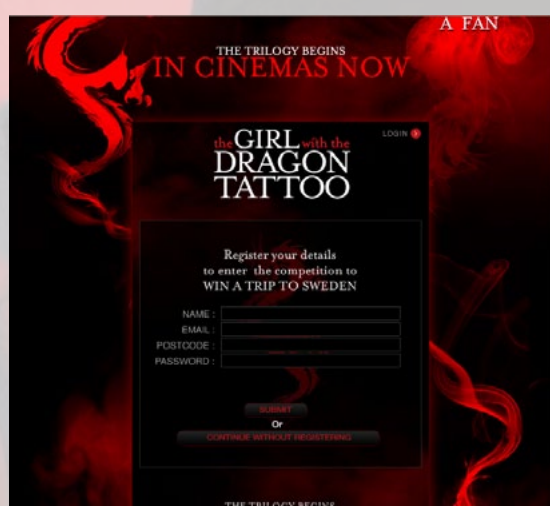 A FAN
THE TRILOGY BEGINS
IN CINEMAS NOW
LOGIN
the GIRL with the
DRAGON
TATTOO
Register your details
to enter the competition to
WIN A TRIP TO SWEDEN
NAME :
EMAIL :
POSTCODE :
PASSWORD :
SUBMIT
Or
CONTINUE WITHOUT REGISTERING
THE TRILOGY BEGINS